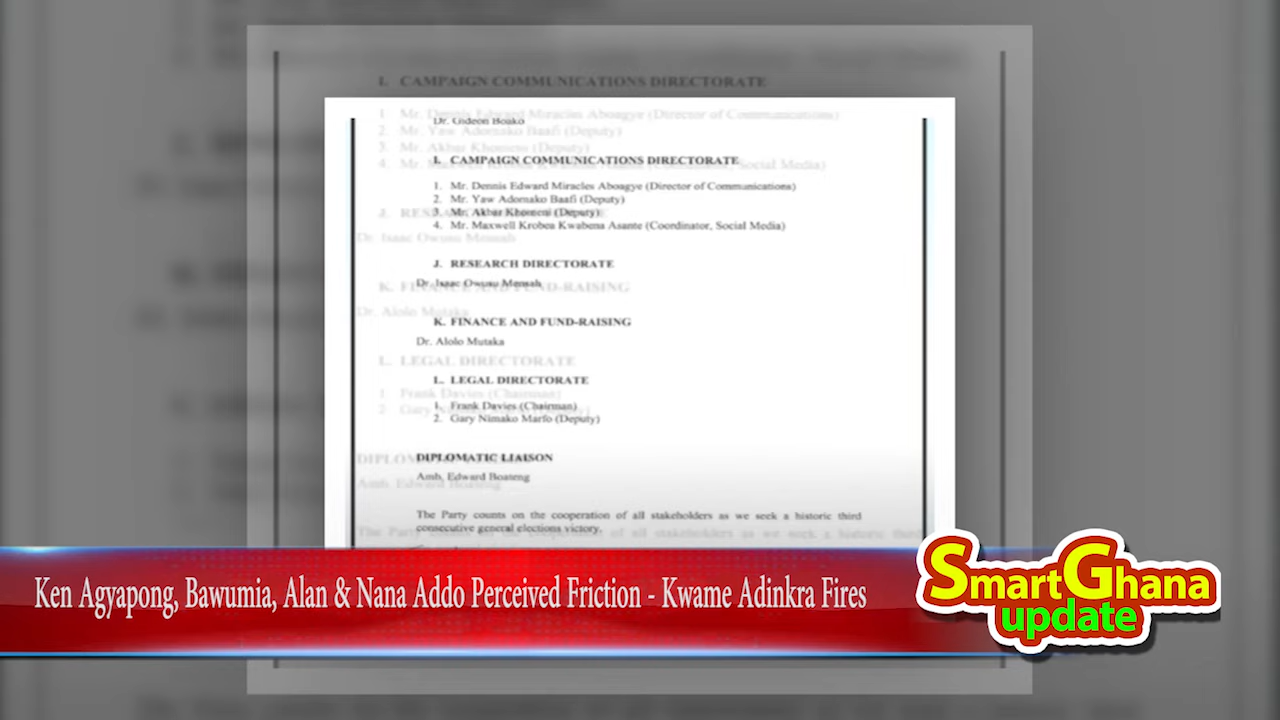 Dr. Gideon Boako
I. CAMPAIGN COMMUNICATIONS DIRECTORATE
1. Mr. Dennis Edward Miracles Aboagye (Director of Communications)
2. Mr. Yaw Adomako Baafi (Deputy)
3. Mr. Akbar Khomeni (Deputy)
4. Mr. Maxwell Krobea Kwabena Asante (Coordinator, Social Media)
J. RESEARCH DIRECTORATE
Dr. Isaac Owusu Mensah
K. FINANCE AND FUND-RAISING
Dr. Alolo Mutaka
L. LEGAL DIRECTORATE
1. Frank Davies (Chairman)
2. Gary Nimako Marfo (Deputy)
DIPLOMATIC LIAISON
Amb. Edward Boateng
The Party counts on the cooperation of all stakeholders as we seek a historic third
consecutive general elections victory.
Ken Agyapong, Bawumia, Alan & Nana Addo Perceived Friction - Kwame Adinkra Fires
SmartGhana
update